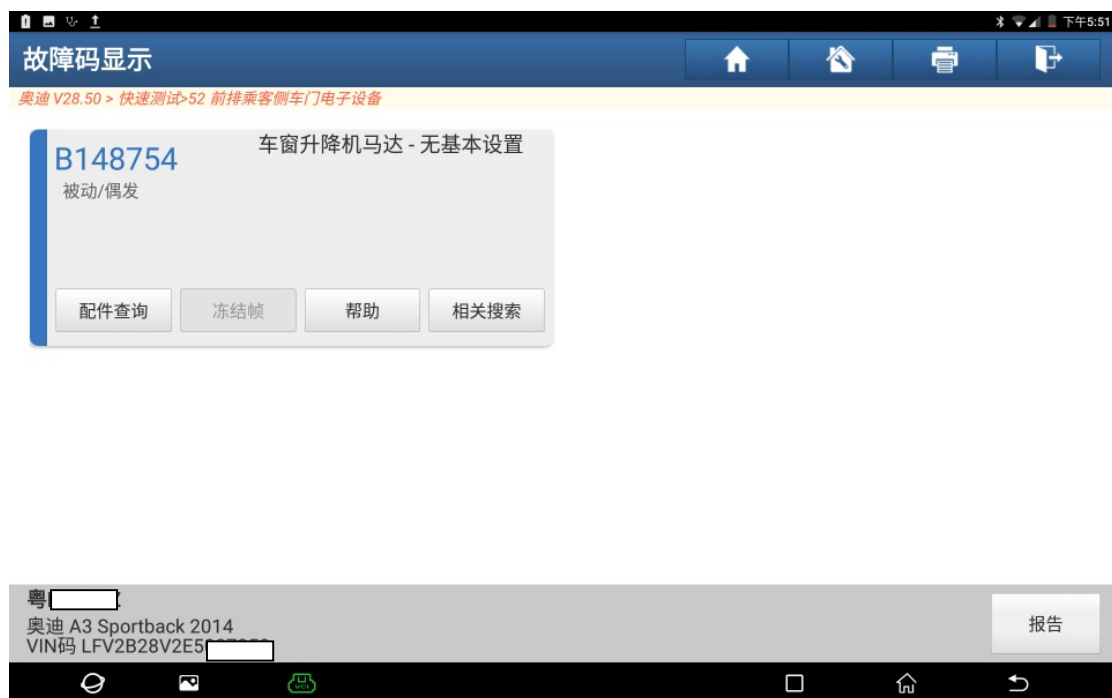 下午5:51
故障码显示
奥迪 V28.50 > 快速测试>52 前排乘客侧车门电子设备
B148754
车窗升降机马达 - 无基本设置
被动/偶发
配件查询
冻结帧
帮助
相关搜索
粤
奥迪 A3 Sportback 2014
VIN码 LFV2B28V2E5
报告